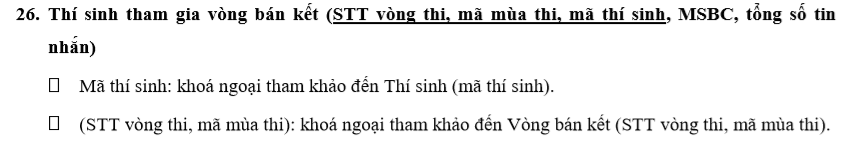 26. Thí sinh tham gia vòng bán kết (STT vòng thi, mã mùa thi, mã thí sinh, MSBC, tổng số tin
nhắn)
☐ Mã thí sinh: khoá ngoại tham khảo đến Thí sinh (mã thí sinh).
☐ (STT vòng thi, mã mùa thi): khoá ngoại tham khảo đến Vòng bán kết (STT vòng thi, mã mùa thi).